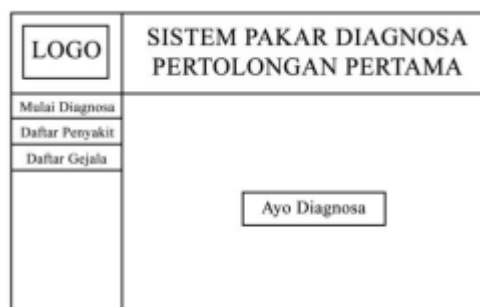 LOGO
SISTEM PAKAR DIAGNOSA
PERTOLONGAN PERTAMA
Mulai Diagnosa
Daftar Penyakit
Daftar Gejala
Ayo Diagnosa